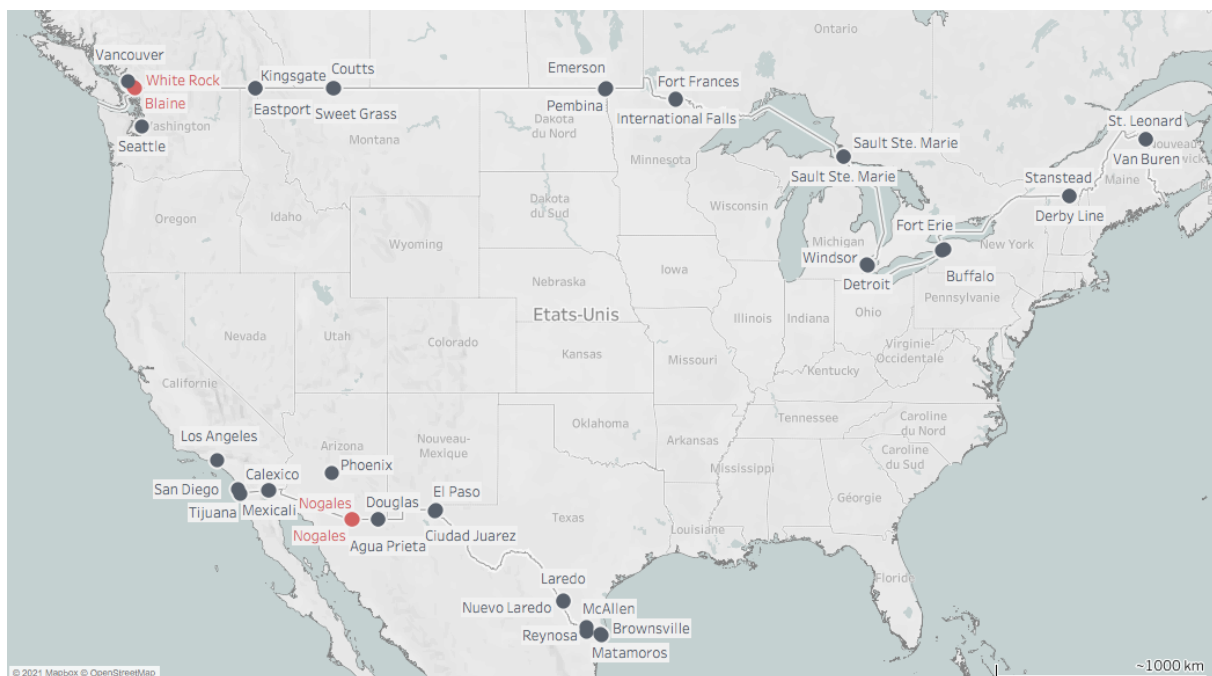 Ontario
Vancouver
White Rock
Kingsgate
Coutts
Emerson
Fort Frances
Blaine
Eastport
Sweet Grass
Pembina
International Falls
Washington
Seattle
Montana
Dakota
du Nord
Minnesota
Sault Ste. Marie
Sault Ste. Marie
St. Leonard
Nouveau
Van Buren
Maine
Stanstead
Derby Line
Oregon
Idaho
Wyoming
Dakota
du Sud
Wisconsin
Michigan
Fort Erie
New York
Windsor
Detroit
Buffalo
Nebraska
Iowa
Pennsylvanie
Etats-Unis
Illinois
Indiana
Ohio
Nevada
Utah
Colorado
Kansas
Missouri
Virginie-
Occidentale
Kentucky
Californie
Oklahoma
Arkansas
Tennessee
Caroline
du Nord
Caroline
du Sud
Los Angeles
Arizona
Nouveau-
Mexique
Phoenix
Calexico
San Diego
Tijuana
Mexicali
Mississippi
Géorgie
Nogales
Nogales
Douglas
Agua Prieta
El Paso
Ciudad Juarez
Texas
Louisiane
Floride
Laredo
Nuevo Laredo
McAllen
Reynosa
Brownsville
Matamoros
© 2021 Mapbox © OpenStreetMap
~1000 km